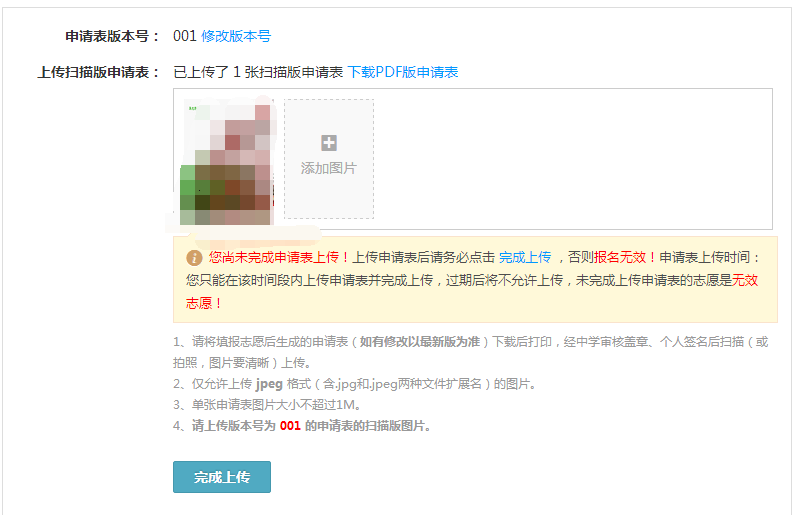 申请表版本号： 001 修改版本号
上传扫描版申请表： 已上传了 1 张扫描版申请表 下载PDF版申请表
添加图片
您尚未完成申请表上传！上传申请表后请务必点击 完成上传 ，否则报名无效！申请表上传时间：
您只能在该时间段内上传申请表并完成上传，过期后将不允许上传，未完成上传申请表的志愿是无效
志愿！
1、请将填报志愿后生成的申请表（如有修改以最新版为准）下载后打印，经中学审核盖章、个人签名后扫描（或
拍照，图片要清晰）上传。
2、仅允许上传 jpeg 格式（含.jpg和.jpeg两种文件扩展名）的图片。
3、单张申请表图片大小不超过1M。
4、请上传版本号为 001 的申请表的扫描版图片。
完成上传